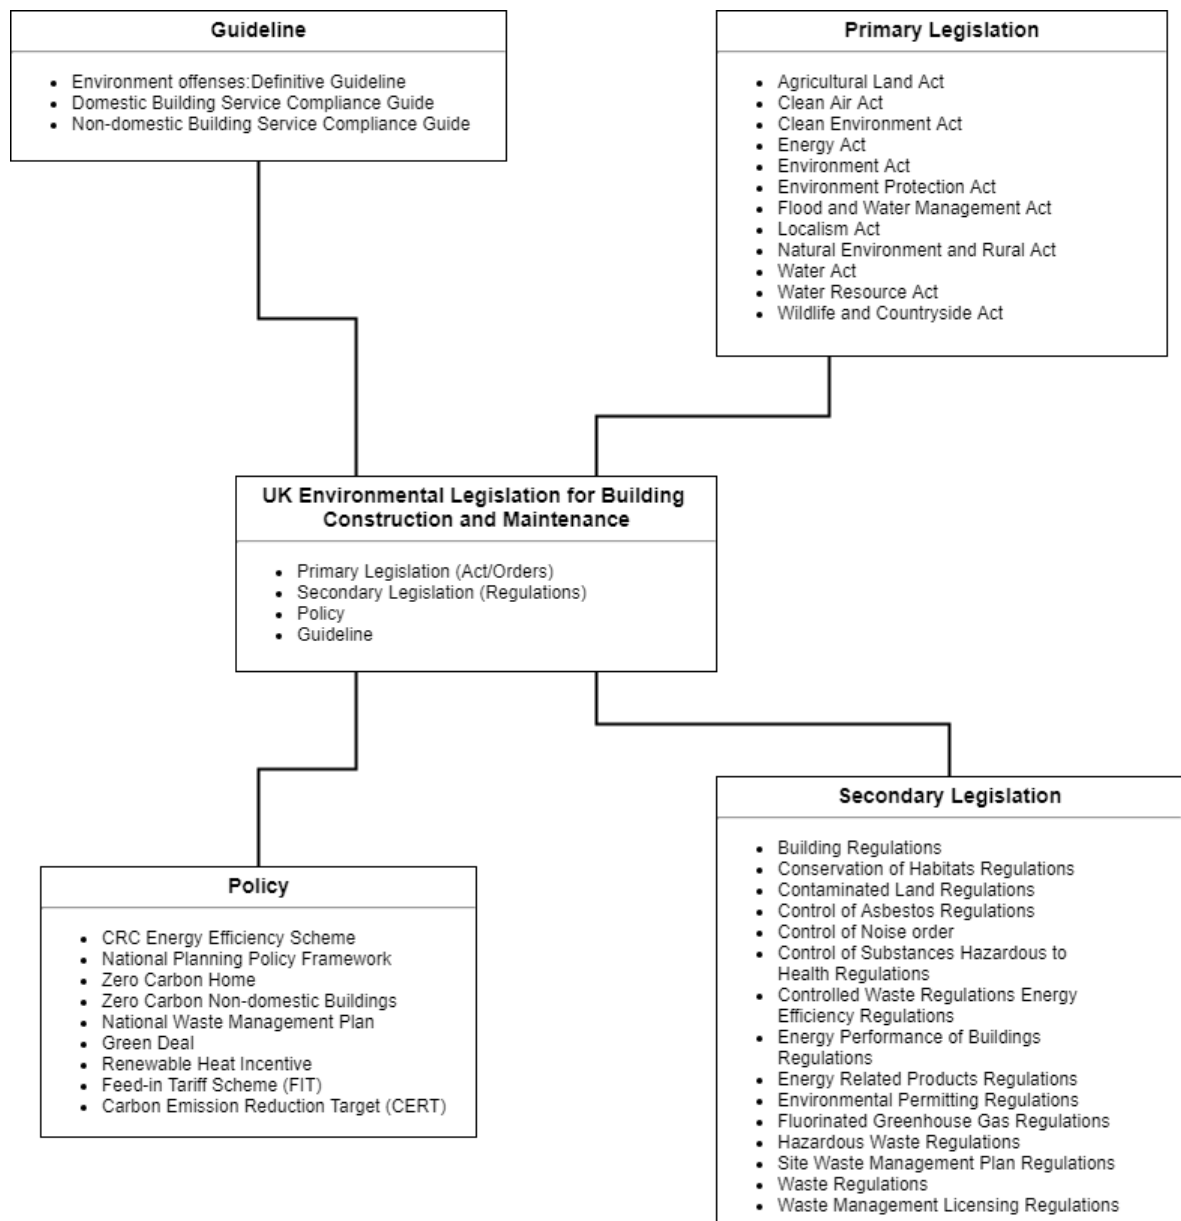 Guideline
• Environment offenses:Definitive Guideline
• Domestic Building Service Compliance Guide
• Non-domestic Building Service Compliance Guide
Primary Legislation
• Agricultural Land Act
• Clean Air Act
• Clean Environment Act
• Energy Act
• Environment Act
• Environment Protection Act
• Flood and Water Management Act
• Localism Act
• Natural Environment and Rural Act
• Water Act
• Water Resource Act
• Wildlife and Countryside Act
UK Environmental Legislation for Building
Construction and Maintenance
• Primary Legislation (Act/Orders)
• Secondary Legislation (Regulations)
• Policy
• Guideline
Policy
• CRC Energy Efficiency Scheme
• National Planning Policy Framework
• Zero Carbon Home
• Zero Carbon Non-domestic Buildings
• National Waste Management Plan
• Green Deal
• Renewable Heat Incentive
• Feed-in Tariff Scheme (FIT)
• Carbon Emission Reduction Target (CERT)
Secondary Legislation
• Building Regulations
• Conservation of Habitats Regulations
• Contaminated Land Regulations
• Control of Asbestos Regulations
• Control of Noise order
• Control of Substances Hazardous to
Health Regulations
• Controlled Waste Regulations Energy
Efficiency Regulations
• Energy Performance of Buildings
Regulations
• Energy Related Products Regulations
• Environmental Permitting Regulations
• Fluorinated Greenhouse Gas Regulations
• Hazardous Waste Regulations
• Site Waste Management Plan Regulations
• Waste Regulations
• Waste Management Licensing Regulations